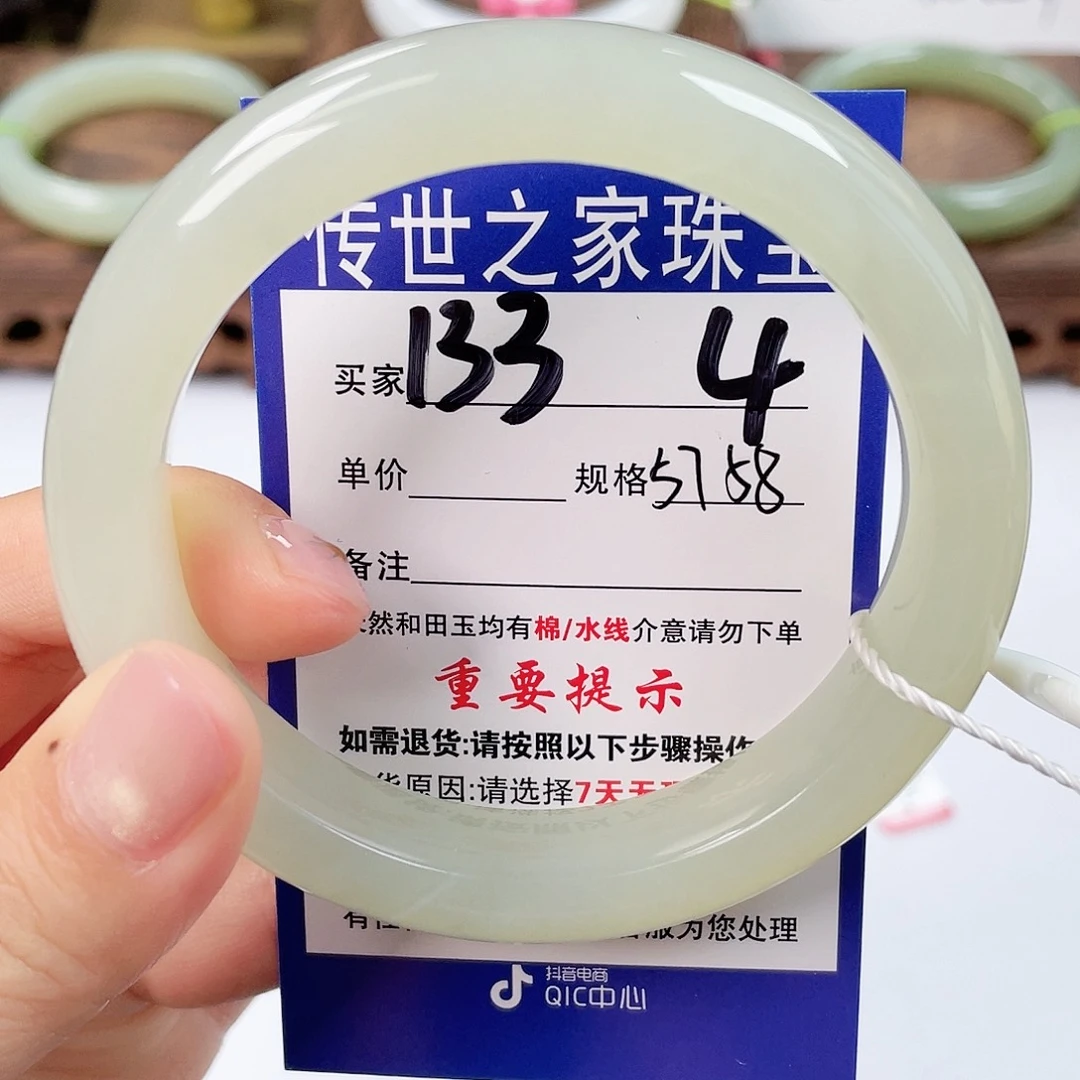 传世之家珠
买家 133 4
单价 规格 57 58
备注
然和田玉均有棉/水线介意请勿下单
重要提示
如需退货:请按照以下步骤操作
货原因:请选择7天无
有 服为您处理
抖音电商
QIC中心